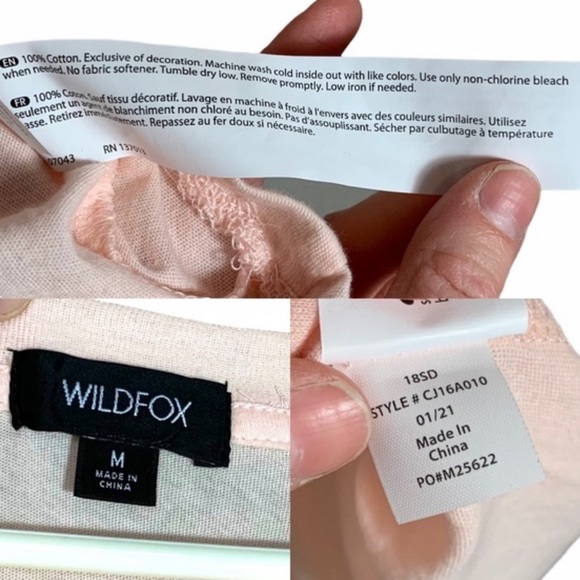 EN 100% Cotton. Exclusive of decoration. Machine wash cold inside out with like colors. Use only non-chlorine bleach
when needed. No fabric softener. Tumble dry low. Remove promptly. Low iron if needed.
FR 100% Coton. Sauf tissu décoratif. Lavage en machine à froid à l'envers avec des couleurs similaires. Utilisez
seulement un agent de blanchiment non chloré au besoin. Pas d'assouplissant. Sécher par culbutage à température
basse. Retirez immédiatement. Repassez au fer doux si nécessaire.
07043 RN
WILDFOX
M
MADE IN
CHINA
18SD
STYLE # CJ16A010
01/21
Made In
China
PO#M25622